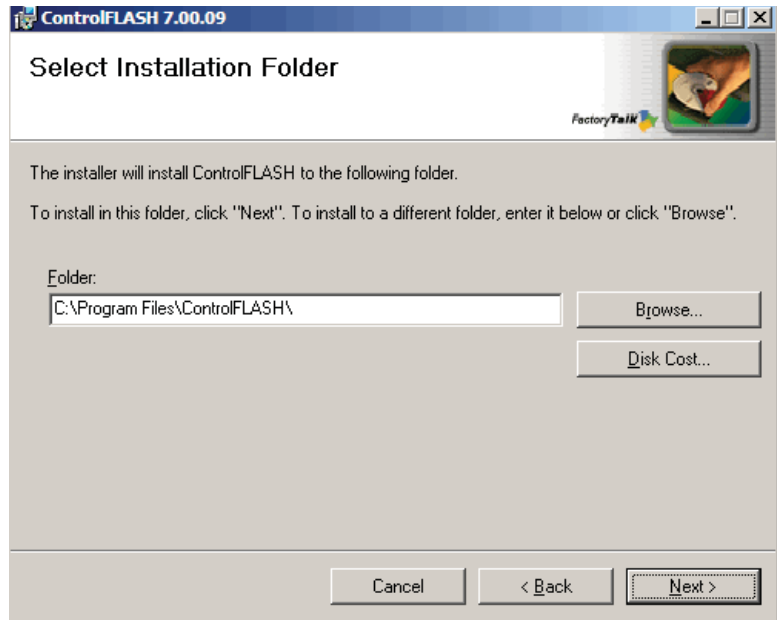 ControlFLASH 7.00.09
Select Installation Folder
FactoryTalk
The installer will install ControlFLASH to the following folder.
To install in this folder, click "Next". To install to a different folder, enter it below or click "Browse".
Folder:
C:\Program Files\ControlFLASH\
Browse...
Disk Cost...
Cancel
< Back
Next >